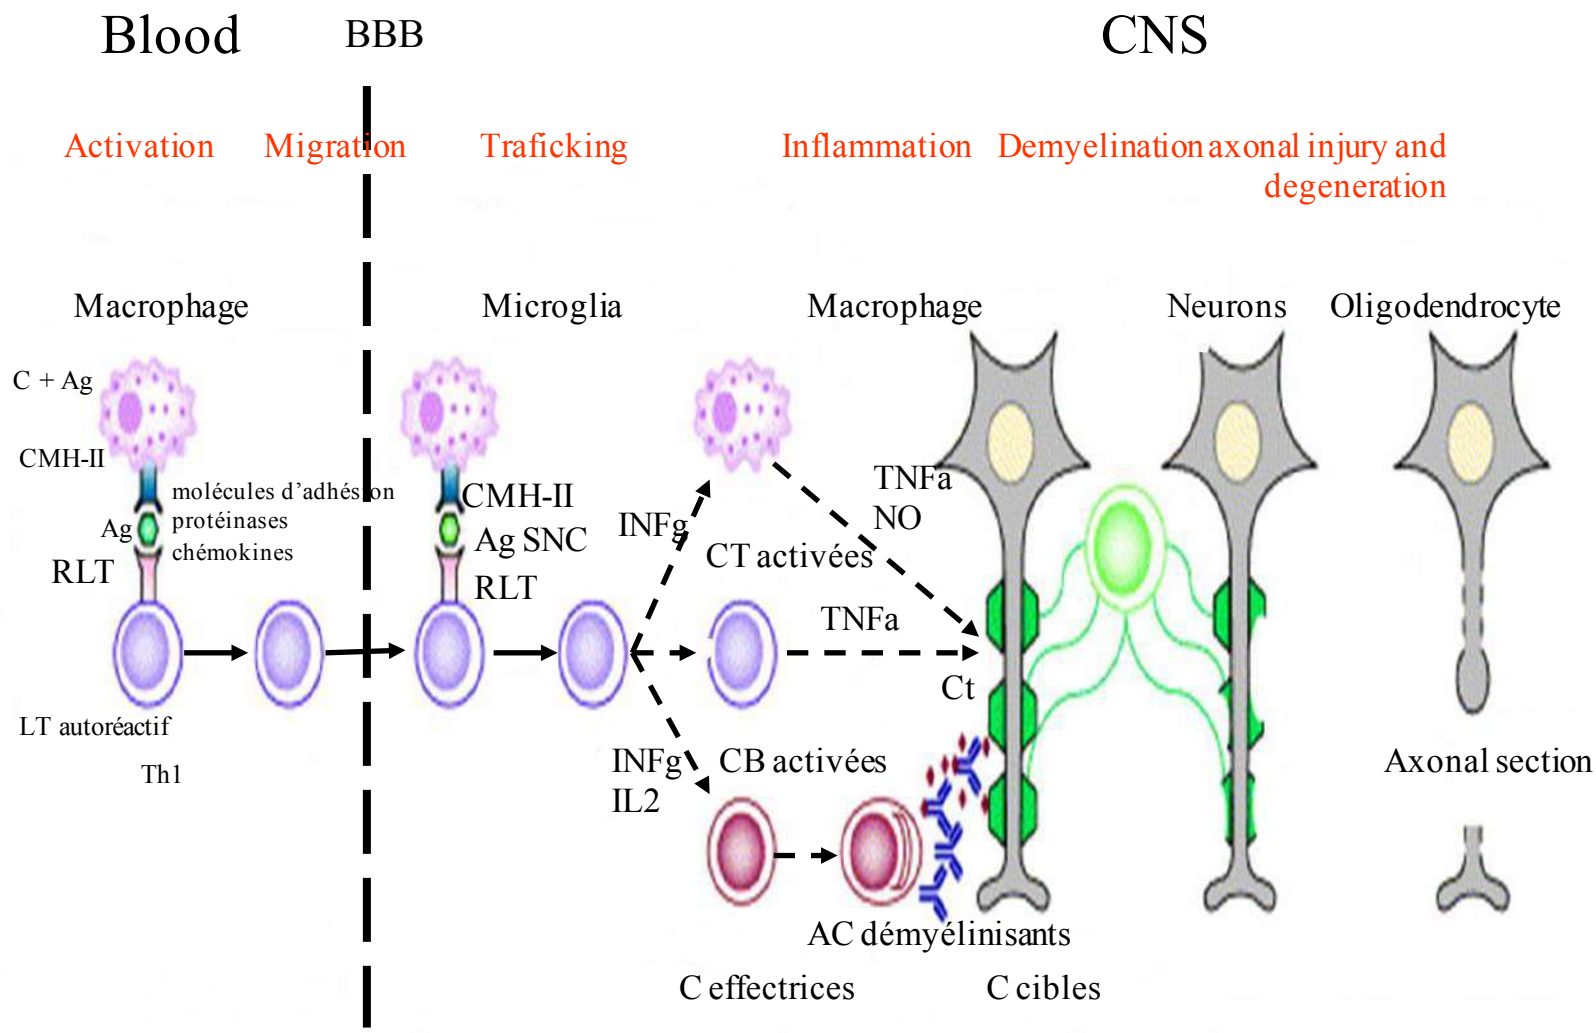 Blood
BBB
CNS
Activation
Migration
Traficking
Inflammation
Demyelination axonal injury and
degeneration
Macrophage
Microglia
Macrophage
Neurons
Oligodendrocyte
C + Ag
CMH-II
molécules d'adhésion
protéinases
chémokines
Ag
RLT
CMH-II
Ag SNC
RLT
INFg
CT activées
TNFa
NO
TNFa
Ct
LT autoréactif
Th1
INFg
IL2
CB activées
Axonal section
AC démyélinisants
C effectrices
C cibles